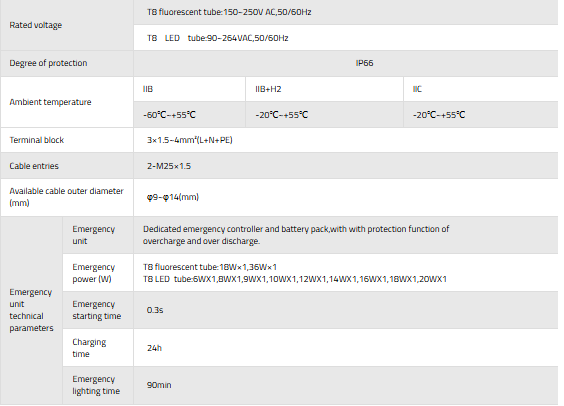 Rated voltage
T8 fluorescent tube:150~250V AC,50/60Hz
T8 LED tube:90~264VAC,50/60Hz
Degree of protection
IP66
Ambient temperature
IIB
IIB+H2
IIC
-60℃~+55℃
-20℃~+55℃
-20℃~+55℃
Terminal block
3×1.5~4mm²(L+N+PE)
Cable entries
2-M25×1.5
Available cable outer diameter
(mm)
φ9~φ14(mm)
Emergency
unit
technical
parameters
Emergency
unit
Dedicated emergency controller and battery pack,with with protection function of
overcharge and over discharge.
Emergency
power (W)
T8 fluorescent tube:18W×1,36W×1
T8 LED tube:6WX1,8WX1,9WX1,10WX1,12WX1,14WX1,16WX1,18WX1,20WX1
Emergency
starting time
0.3s
Charging
time
24h
Emergency
lighting time
90min